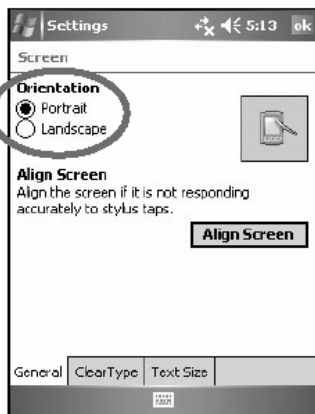 Settings 5:13 ok
Screen
Orientation
Portrait
Landscape
Align Screen
Align the screen if it is not responding
accurately to stylus taps.
Align Screen
General ClearType Text Size